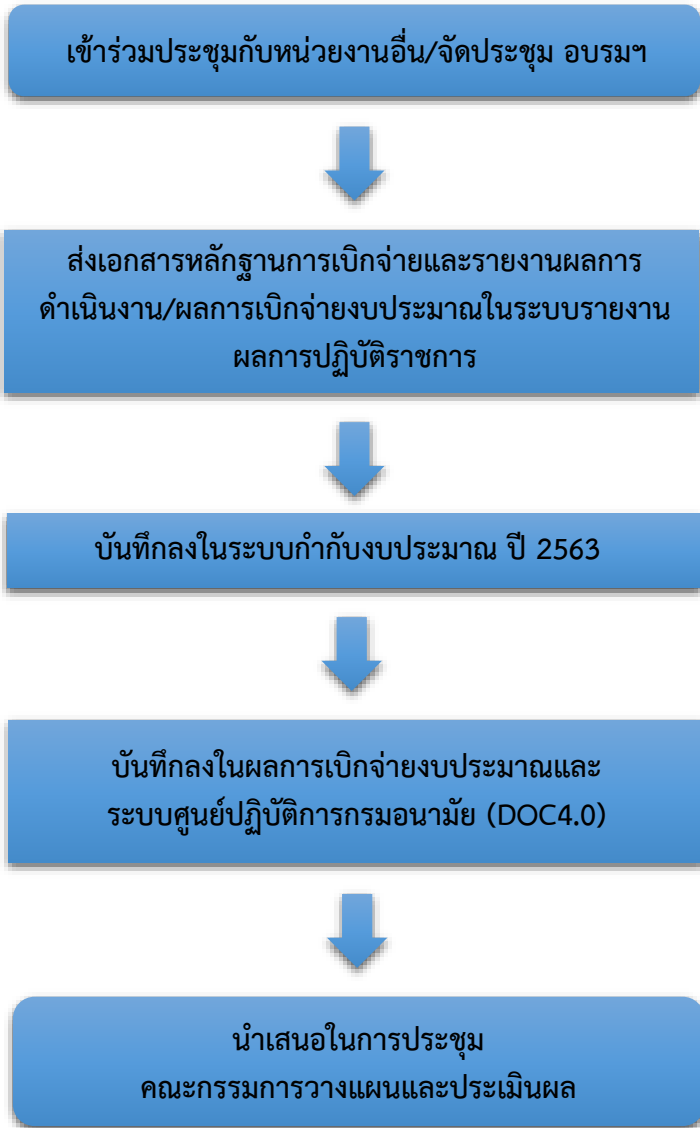 เข้าร่วมประชุมกับหน่วยงานอื่น/จัดประชุม อบรมฯ
ส่งเอกสารหลักฐานการเบิกจ่ายและรายงานผลการ
ดำเนินงาน/ผลการเบิกจ่ายงบประมาณในระบบรายงาน
ผลการปฏิบัติราชการ
บันทึกลงในระบบกำกับงบประมาณ ปี 2563
บันทึกลงในผลการเบิกจ่ายงบประมาณและ
ระบบศูนย์ปฏิบัติการกรมอนามัย (DOC4.0)
นำเสนอในการประชุม
คณะกรรมการวางแผนและประเมินผล